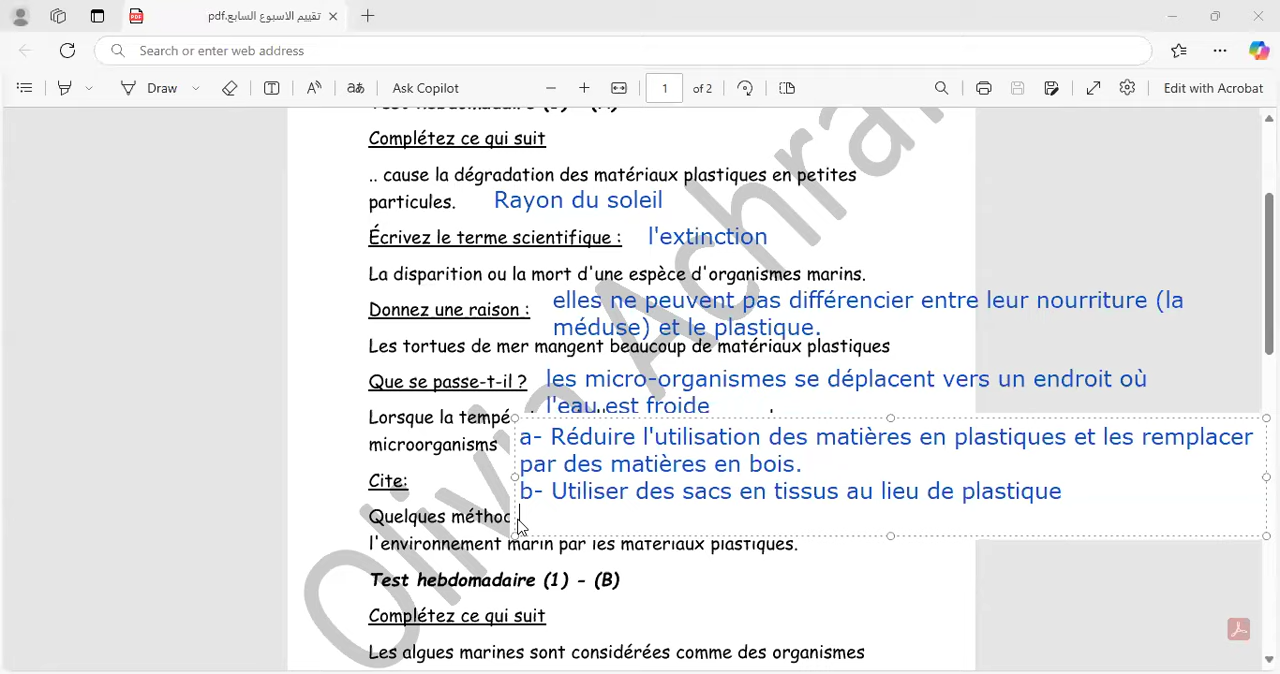 تقييم الاسبوع السابع.pdf
Search or enter web address
Draw
Ask Copilot
1 of 2
Edit with Acrobat
Complétez ce qui suit
.. cause la dégradation des matériaux plastiques en petites
particules. Rayon du soleil
Écrivez le terme scientifique : l'extinction
La disparition ou la mort d'une espèce d'organismes marins.
Donnez une raison : elles ne peuvent pas différencier entre leur nourriture (la
méduse) et le plastique.
Les tortues de mer mangent beaucoup de matériaux plastiques
Que se passe-t-il ? les micro-organismes se déplacent vers un endroit où
l'eau est froide
Lorsque la tempé
microorganisms
a- Réduire l'utilisation des matières en plastiques et les remplacer
par des matières en bois.
b- Utiliser des sacs en tissus au lieu de plastique
Cite:
Quelques méthod
l'environnement marin par les matériaux plastiques.
Test hebdomadaire (1) - (B)
Complétez ce qui suit
Les algues marines sont considérées comme des organismes
Olivia Achraf